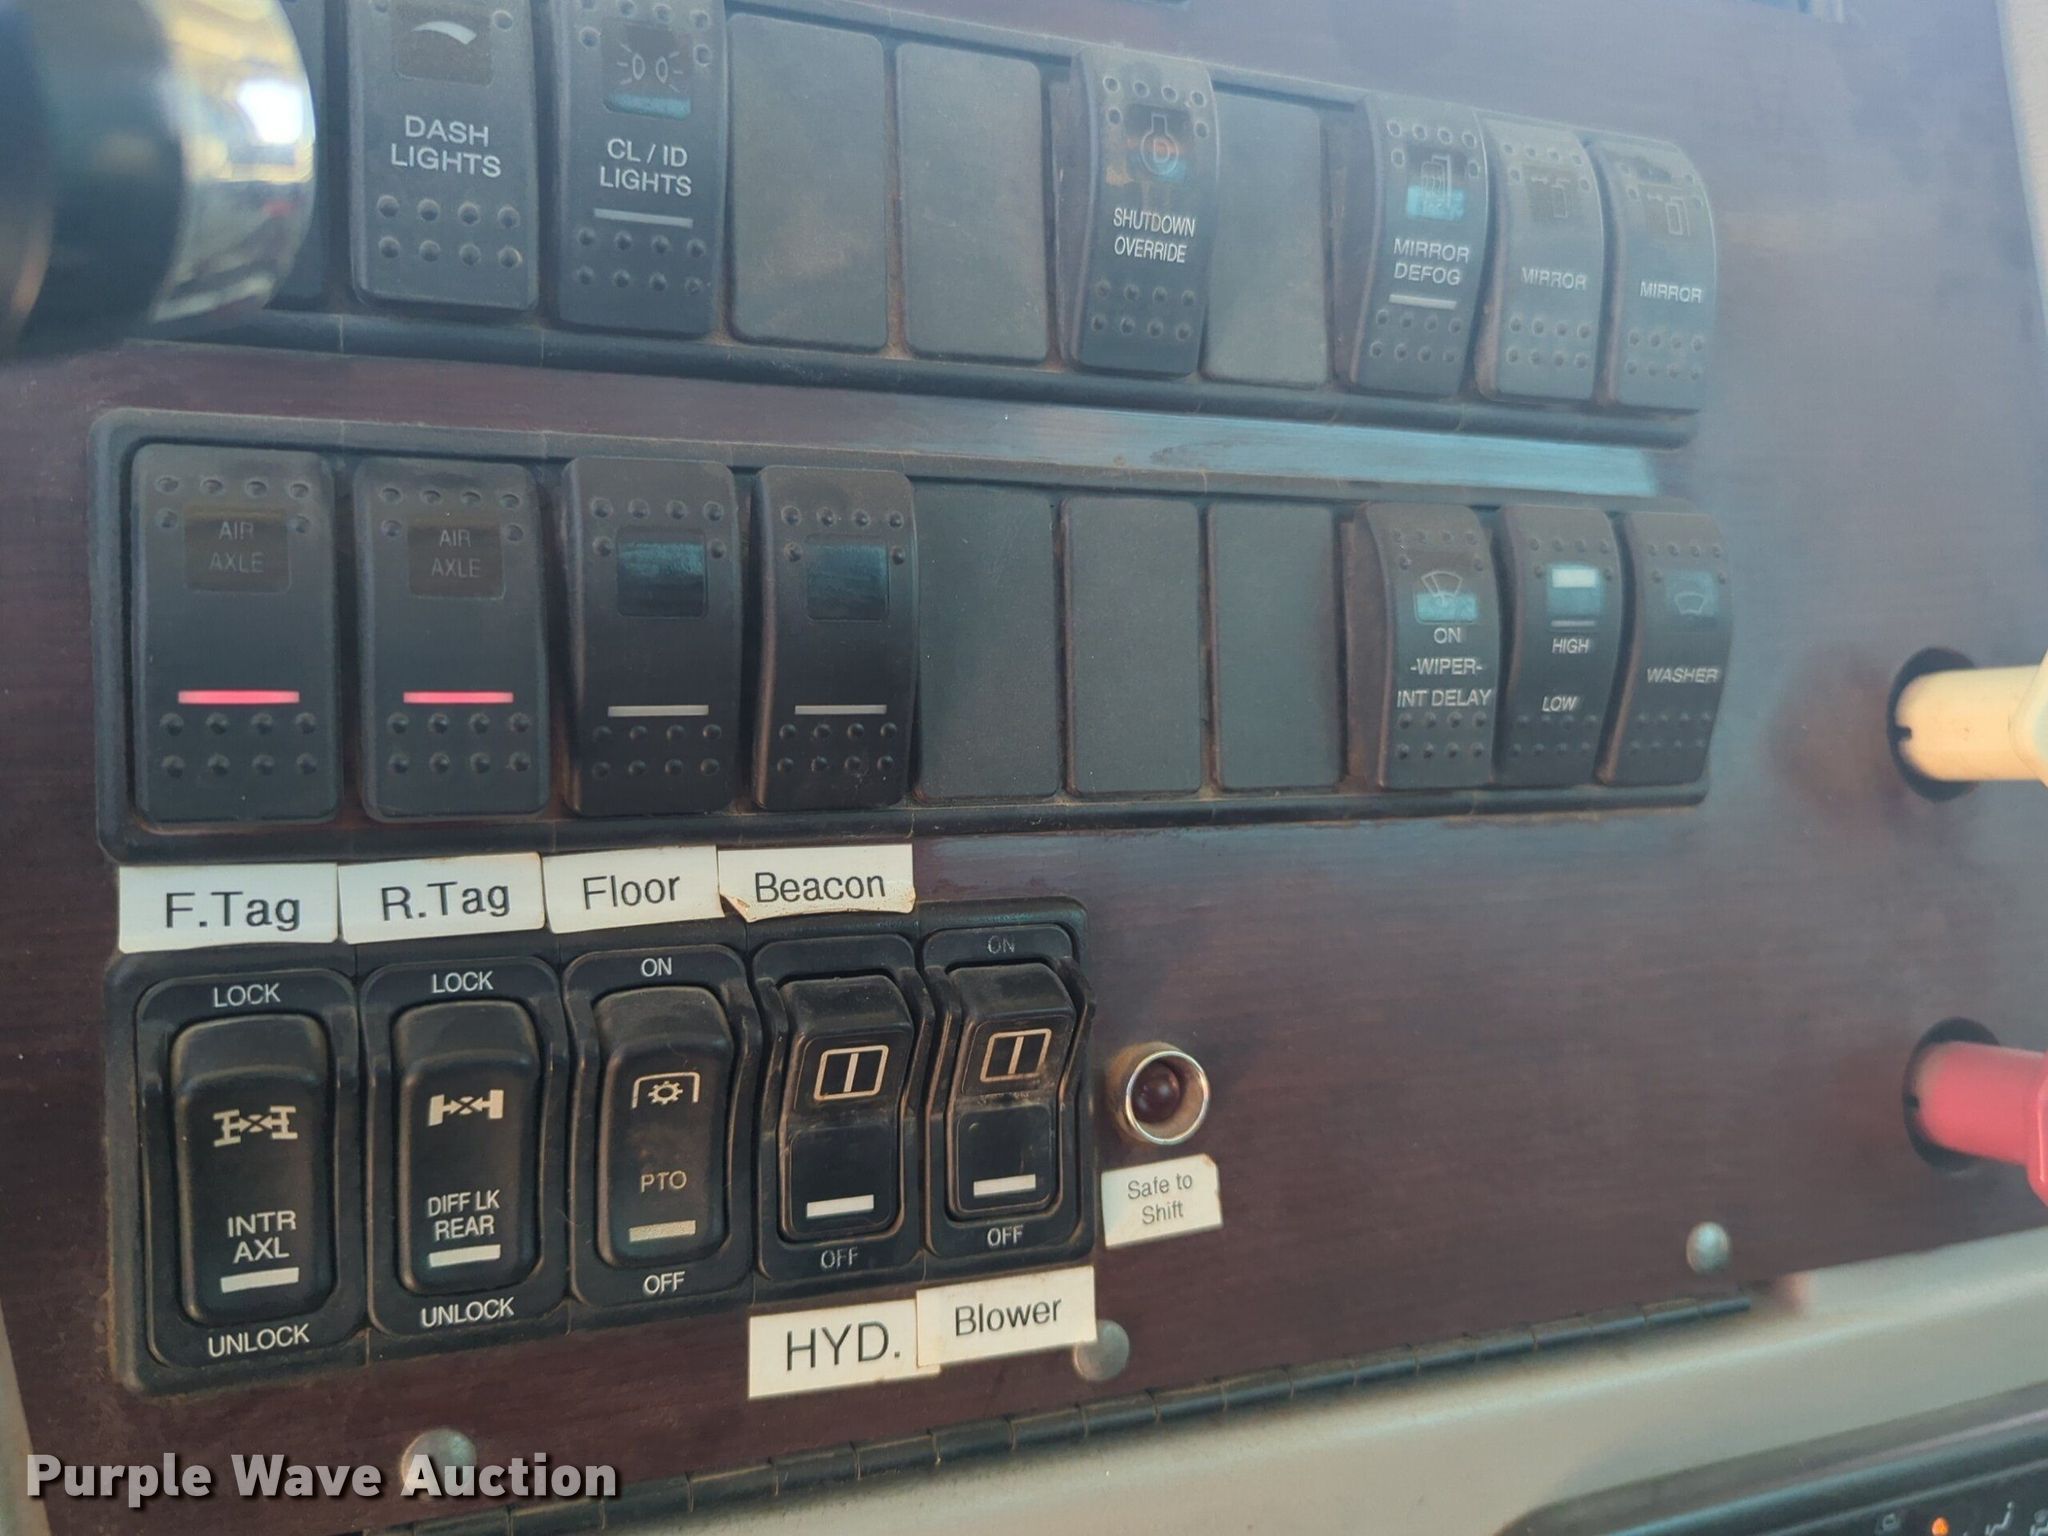 DASH
LIGHTS
CL / ID
LIGHTS
D
SHUTDOWN
OVERRIDE
MIRROR
DEFOG
MIRROR
MIRROR
AIR
AXLE
AIR
AXLE
ON
-WIPER-
INT DELAY
HIGH
LOW
WASHER
F.Tag
R.Tag
Floor
Beacon
LOCK
INTR
AXL
UNLOCK
LOCK
DIFF LK
REAR
UNLOCK
ON
PTO
OFF
OFF
ON
OFF
HYD.
Blower
Safe to
Shift
Purple Wave Auction